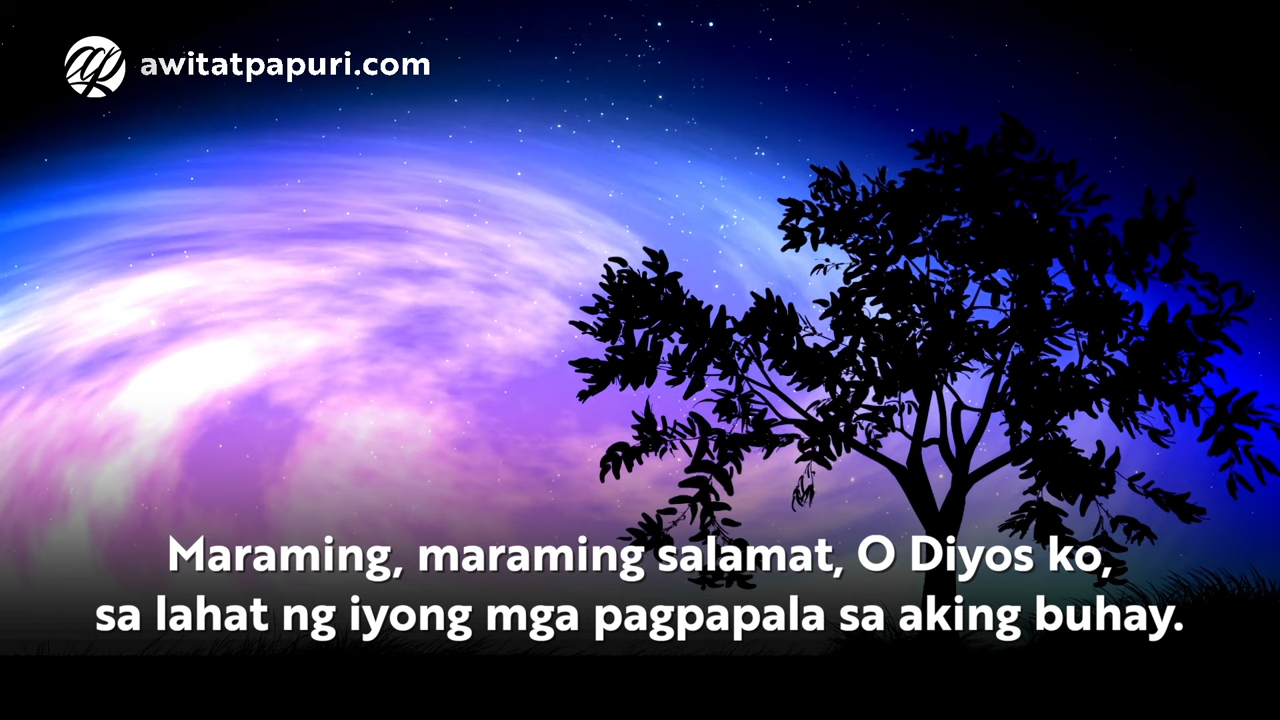 awitatpapuri.com
Maraming, maraming salamat, O Diyos ko,
sa lahat ng iyong mga pagpapala sa aking buhay.